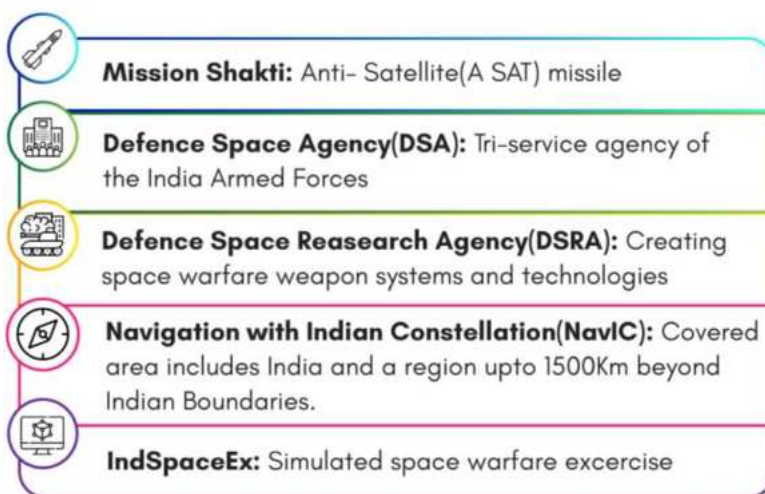 Mission Shakti: Anti- Satellite(A SAT) missile
Defence Space Agency(DSA): Tri-service agency of
the India Armed Forces
Defence Space Reasearch Agency(DSRA): Creating
space warfare weapon systems and technologies
Navigation with Indian Constellation(NavIC): Covered
area includes India and a region upto 1500Km beyond
Indian Boundaries.
IndSpaceEx: Simulated space warfare excercise